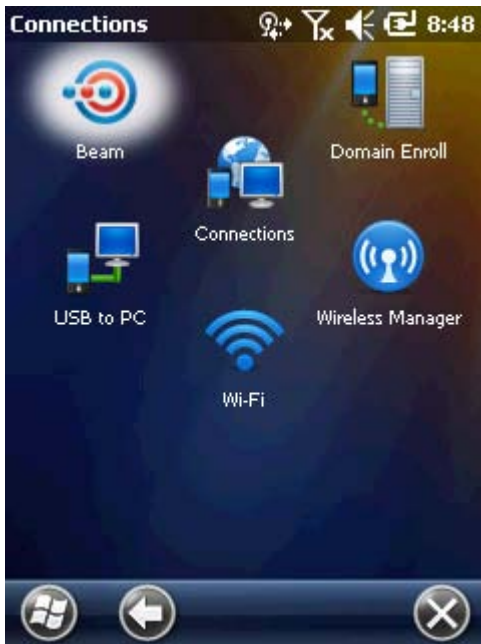 Connections 8:48
Beam
Domain Enroll
Connections
USB to PC
Wireless Manager
Wi-Fi